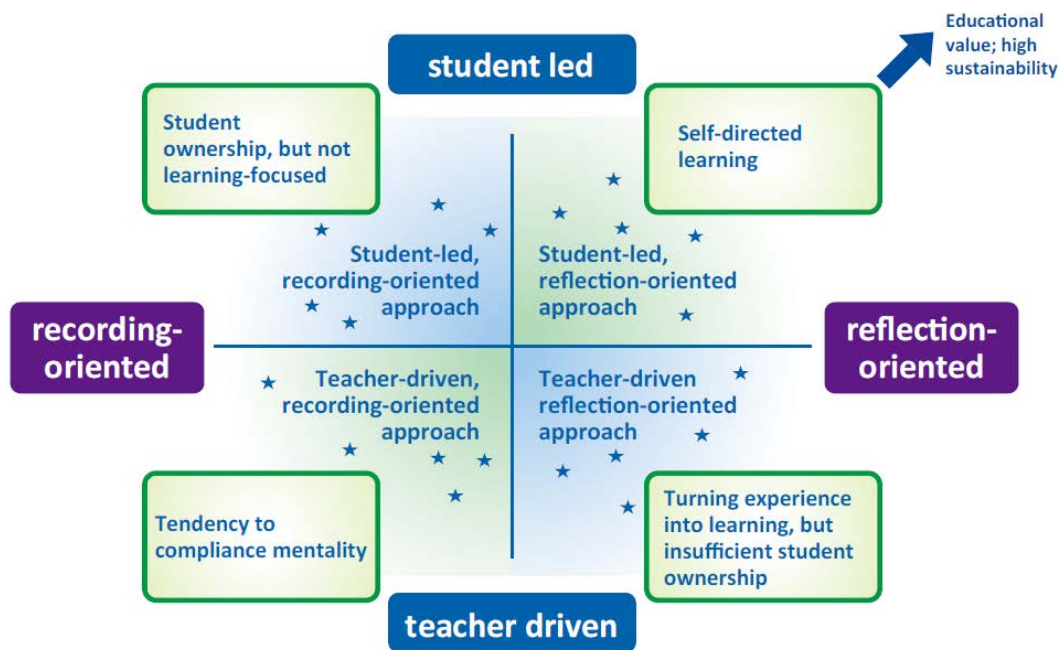 Educational
value; high
sustainability
student led
Student
ownership, but not
learning-focused
Self-directed
learning
Student-led,
recording-oriented
approach
Student-led,
reflection-oriented
approach
recording-
oriented
reflection-
oriented
Teacher-driven,
recording-oriented
approach
Teacher-driven
reflection-oriented
approach
Tendency to
compliance mentality
Turning experience
into learning, but
insufficient student
ownership
teacher driven